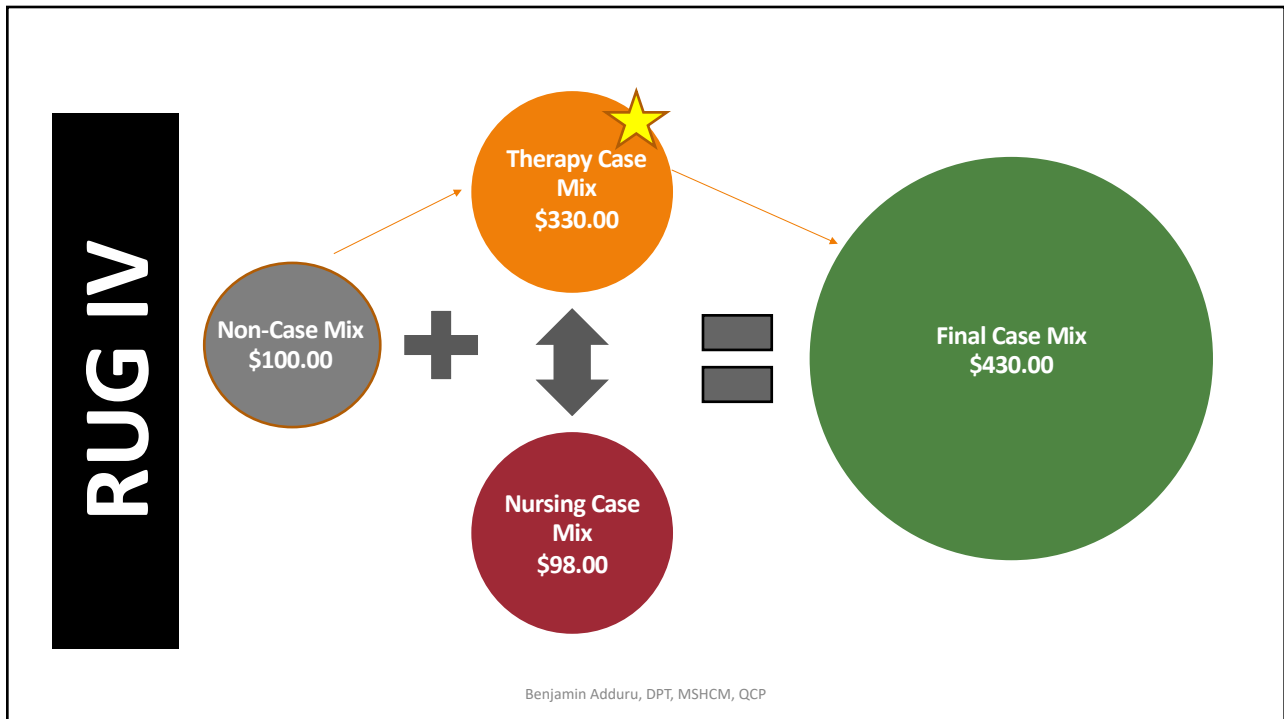 RUG IV
Non-Case Mix
$100.00
Therapy Case
Mix
$330.00
Nursing Case
Mix
$98.00
Final Case Mix
$430.00
Benjamin Adduru, DPT, MSHCM, QCP